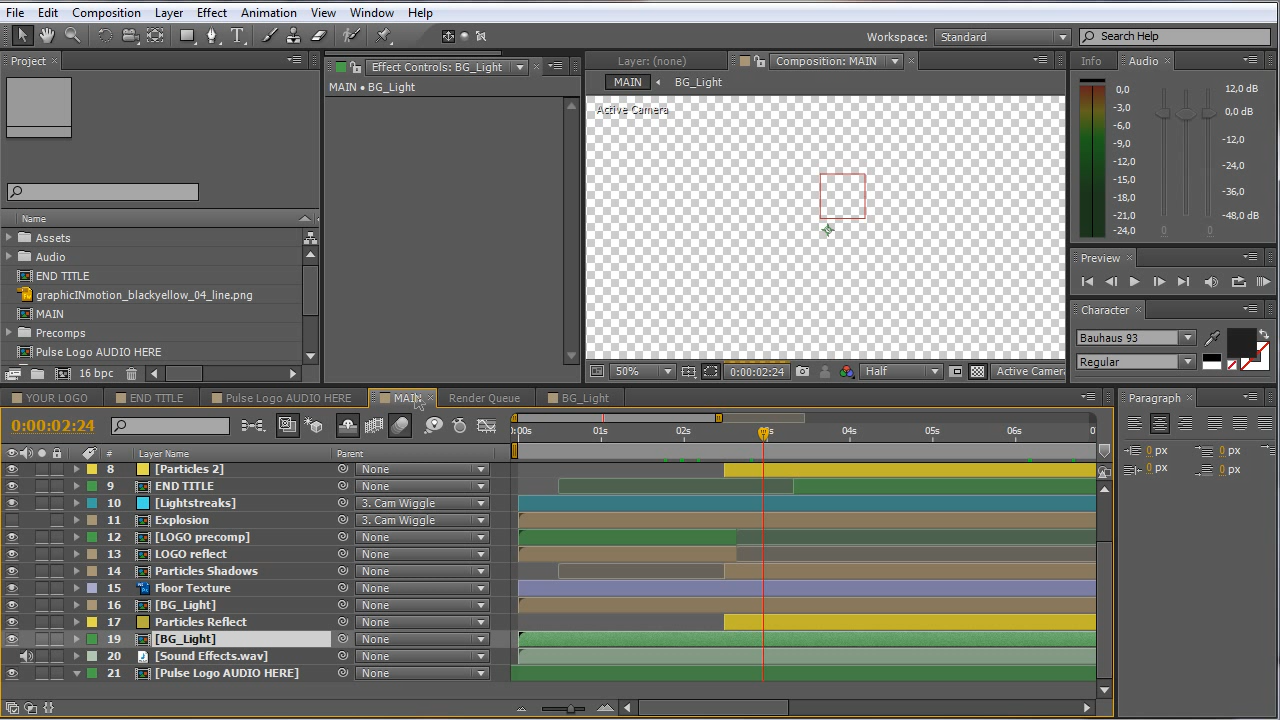 File Edit Composition Layer Effect Animation View Window Help
T Workspace: Standard Search Help
Project
Effect Controls: BG_Light
MAIN • BG_Light
Layer: (none) Composition: MAIN
MAIN BG_Light
Active Camera
Info Audio
0,0
-3,0
-6,0
-9,0
-12,0
-15,0
-18,0
-21,0
-24,0
12,0 dB
0,0 dB
-12,0
-24,0
-36,0
-48,0 dB
0 0
Name
Assets
Audio
END TITLE
graphicINmotion_blackyellow_04_line.png
MAIN
Precomps
Pulse Logo AUDIO HERE
16 bpc
50% 0:00:02:24 Half Active Camera
Preview
Character
Bauhaus 93
Regular
YOUR LOGO END TITLE Pulse Logo AUDIO HERE MAIN Render Queue BG_Light
0:00:02:24
0:00s 01s 02s 04s 05s 06s 0
# Layer Name Parent
8 [Particles 2] None
9 END TITLE None
10 [Lightstreaks] 3. Cam Wiggle
11 Explosion 3. Cam Wiggle
12 [LOGO precomp] None
13 LOGO reflect None
14 Particles Shadows None
15 Floor Texture None
16 [BG_Light] None
17 Particles Reflect None
19 [BG_Light] None
20 [Sound Effects.wav] None
21 [Pulse Logo AUDIO HERE] None
Paragraph
0 px 0 px
0 px 0 px